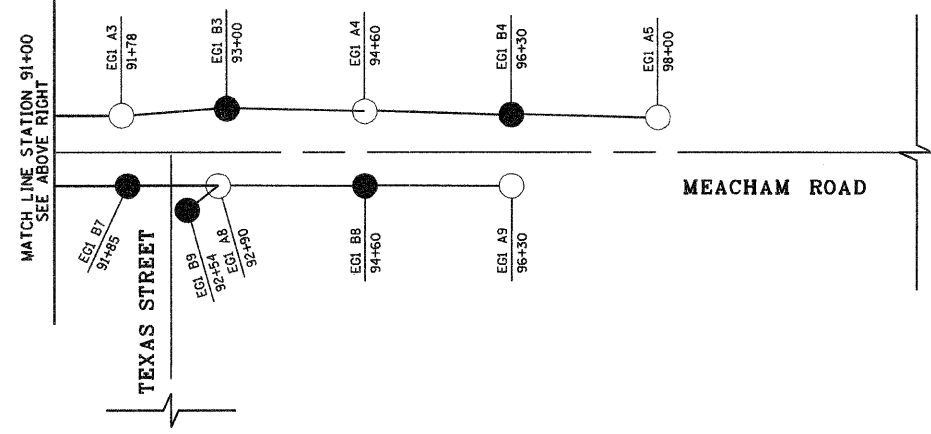 MATCH LINE STATION 91+00
SEE ABOVE RIGHT
EG1 A3
91+78
EG1 B3
93+00
EG1 A4
94+60
EG1 B4
96+30
EG1 A5
98+00
MEACHAM ROAD
EG1 B7
91+85
TEXAS STREET
EG1 B9
92+54
EG1 A8
92+90
EG1 B8
94+60
EG1 A9
96+30